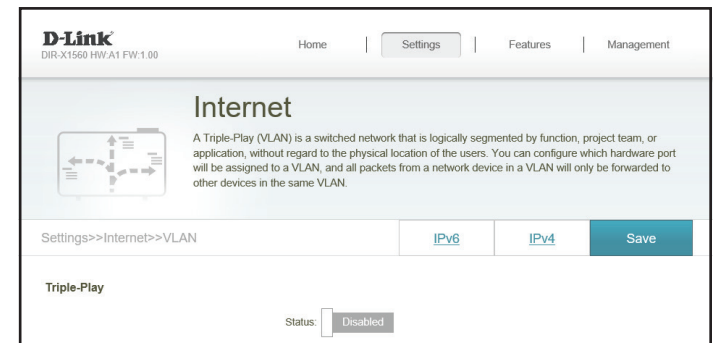 D-Link
DIR-X1560 HW:A1 FW:1.00
Home | Settings | Features | Management
Internet
A Triple-Play (VLAN) is a switched network that is logically segmented by function, project team, or
application, without regard to the physical location of the users. You can configure which hardware port
will be assigned to a VLAN, and all packets from a network device in a VLAN will only be forwarded to
other devices in the same VLAN.
Settings>>Internet>>VLAN
IPv6
IPv4
Save
Triple-Play
Status: Disabled